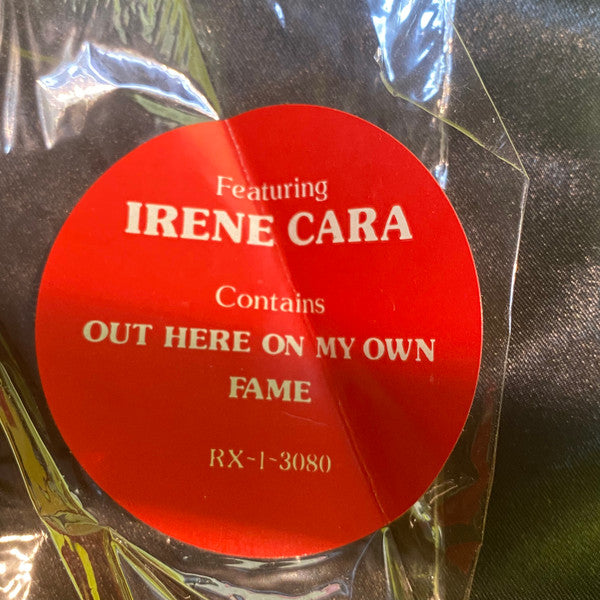 Featuring
IRENE CARA
Contains
OUT HERE ON MY OWN
FAME
RX-1-3080